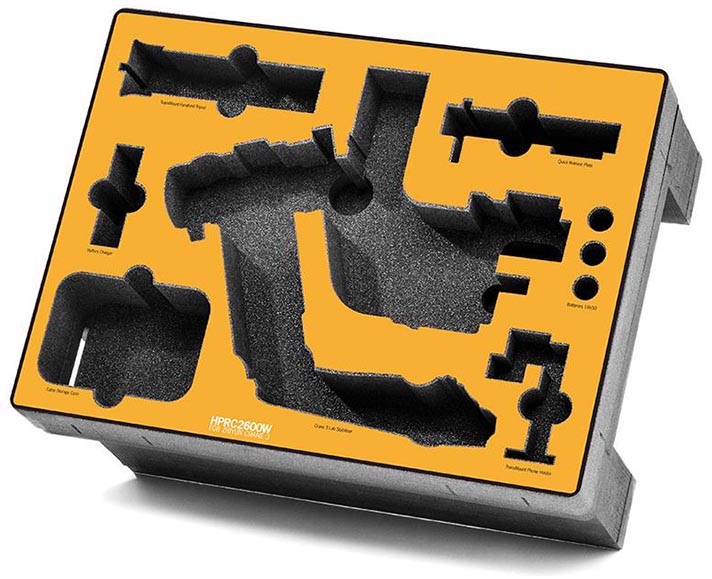 TransMount Handheld Tripod
Quick Release Plate
Battery Charger
Batteries 18650
Cable Storage Case
HPRC2600W
FOR ZHIYUN CRANE 3
Crane 3 Lab Stabilizer
TransMount Phone Holder